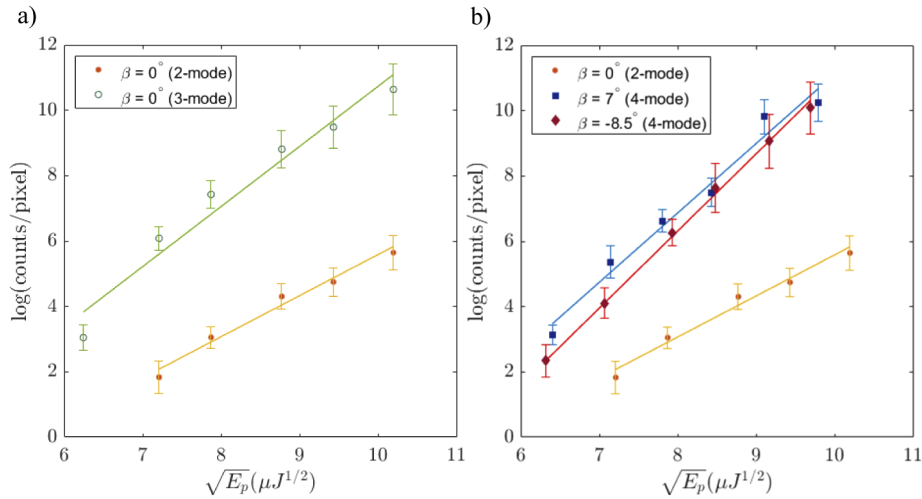 a)
12
10
8
6
4
2
0
log(counts/pixel)
β = 0° (2-mode)
β = 0° (3-mode)
6 7 8 9 10 11
√E_p(μJ^{1/2})
b)
12
10
8
6
4
2
0
log(counts/pixel)
β = 0° (2-mode)
β = 7° (4-mode)
β = -8.5° (4-mode)
6 7 8 9 10 11
√E_p(μJ^{1/2})